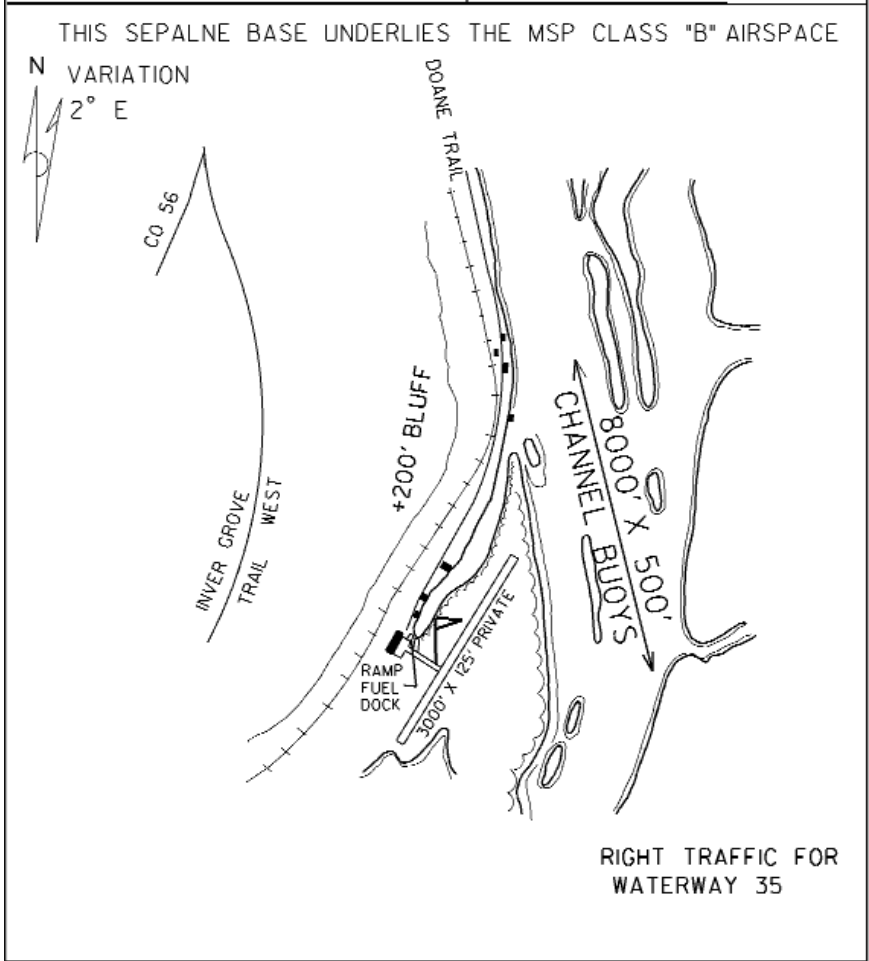 THIS SEPALNE BASE UNDERLIES THE MSP CLASS "B" AIRSPACE
N
VARIATION
2° E
DOANE TRAIL
CO 56
+200' BLUFF
8000' X 500'
CHANNEL BUOYS
INVER GROVE
TRAIL WEST
3000' X 125' PRIVATE
RAMP
FUEL
DOCK
RIGHT TRAFFIC FOR
WATERWAY 35